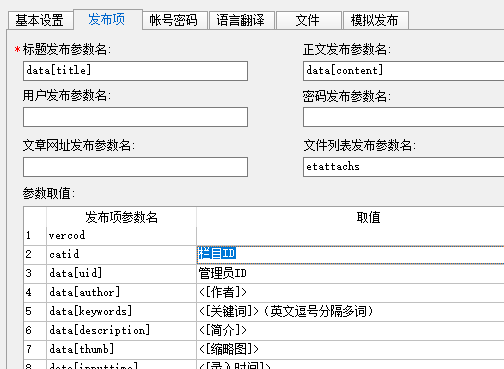 基本设置 发布项 帐号密码 语言翻译 文件 模拟发布
*标题发布参数名: 正文发布参数名:
data[title] data[content]
用户发布参数名: 密码发布参数名:
文章网址发布参数名: 文件列表发布参数名:
etattachs
参数取值:
发布项参数名 取值
1 vercod
2 catid 栏目ID
3 data[uid] 管理员ID
4 data[author] <[作者]>
5 data[keywords] <[关键词]>（英文逗号分隔多词）
6 data[description] <[简介]>
7 data[thumb] <[缩略图]>
8 data[inputtime] <[录入时间]>